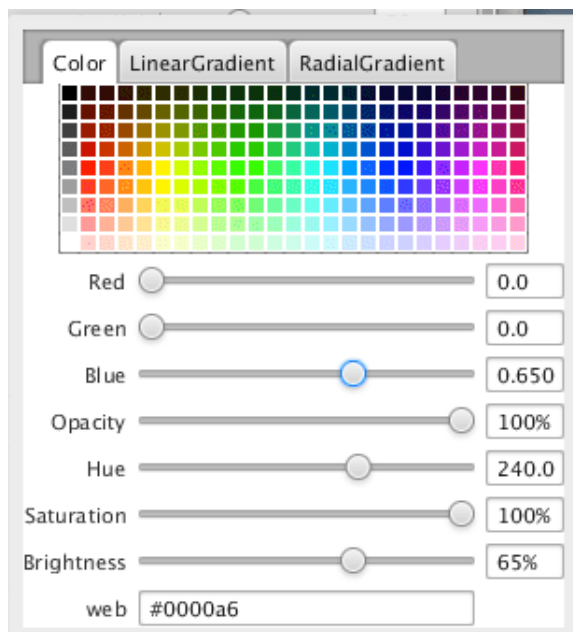 Color LinearGradient RadialGradient
Red 0.0
Green 0.0
Blue 0.650
Opacity 100%
Hue 240.0
Saturation 100%
Brightness 65%
web #0000a6